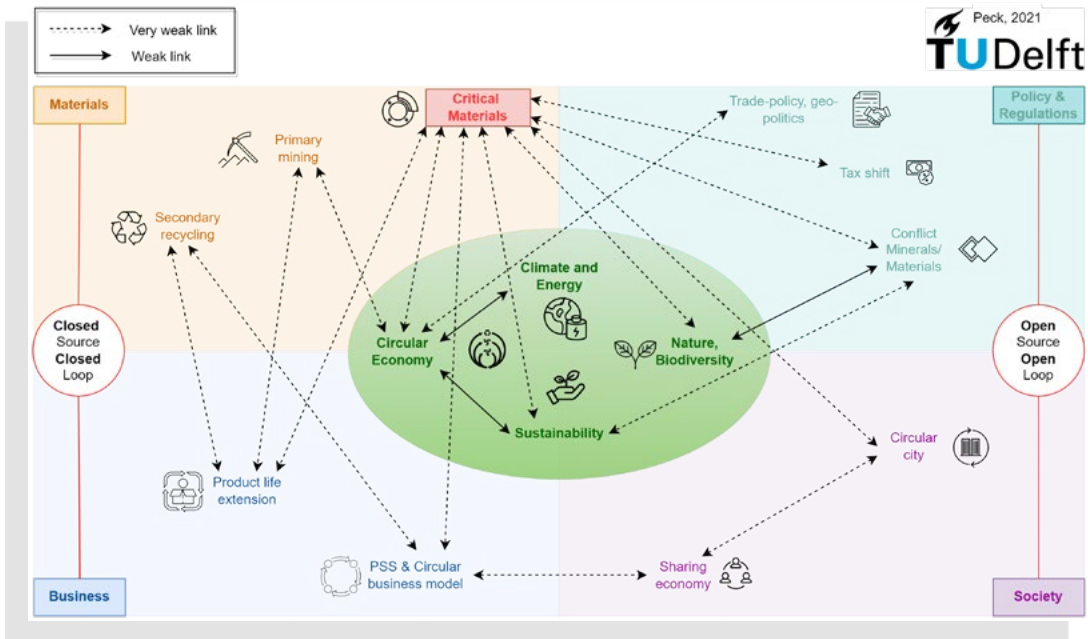 Very weak link
Weak link
Peck, 2021
TU Delft
Materials
Critical
Materials
Trade-policy, geo-
politics
Policy &
Regulations
Primary
mining
Tax shift
Secondary
recycling
Conflict
Minerals/
Materials
Climate and
Energy
Circular
Economy
Nature,
Biodiversity
Sustainability
Closed
Source
Closed
Loop
Open
Source
Open
Loop
Circular
city
Product life
extension
PSS & Circular
business model
Sharing
economy
Business
Society